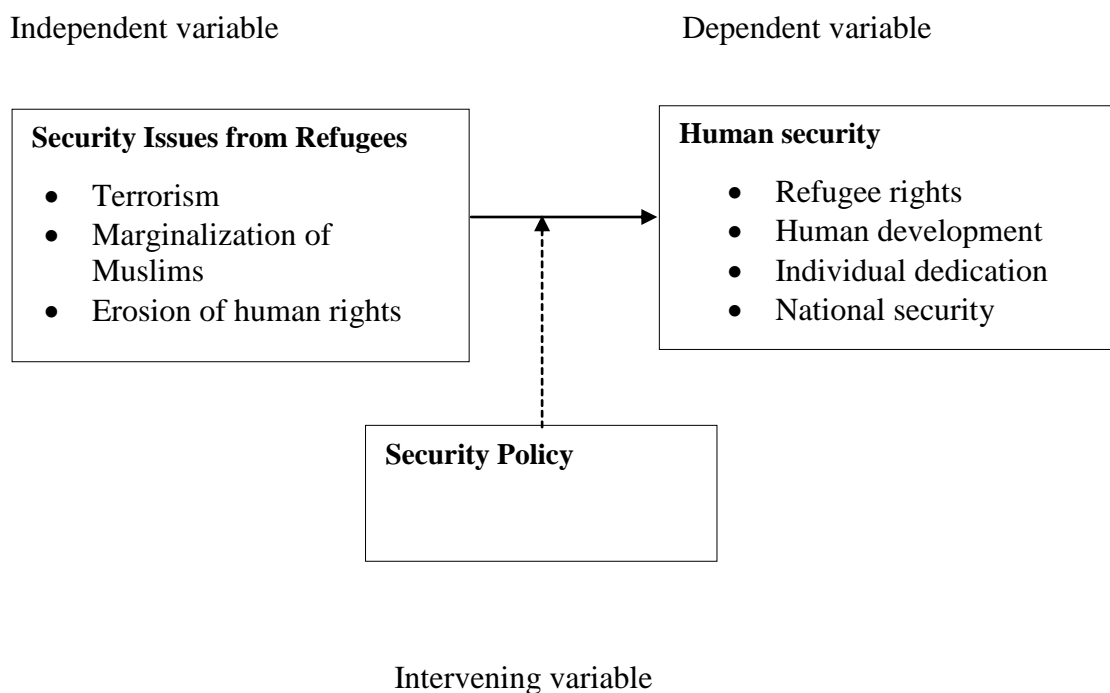 Independent variable
Dependent variable
Security Issues from Refugees
• Terrorism
• Marginalization of
Muslims
• Erosion of human rights
Human security
• Refugee rights
• Human development
• Individual dedication
• National security
Security Policy
Intervening variable